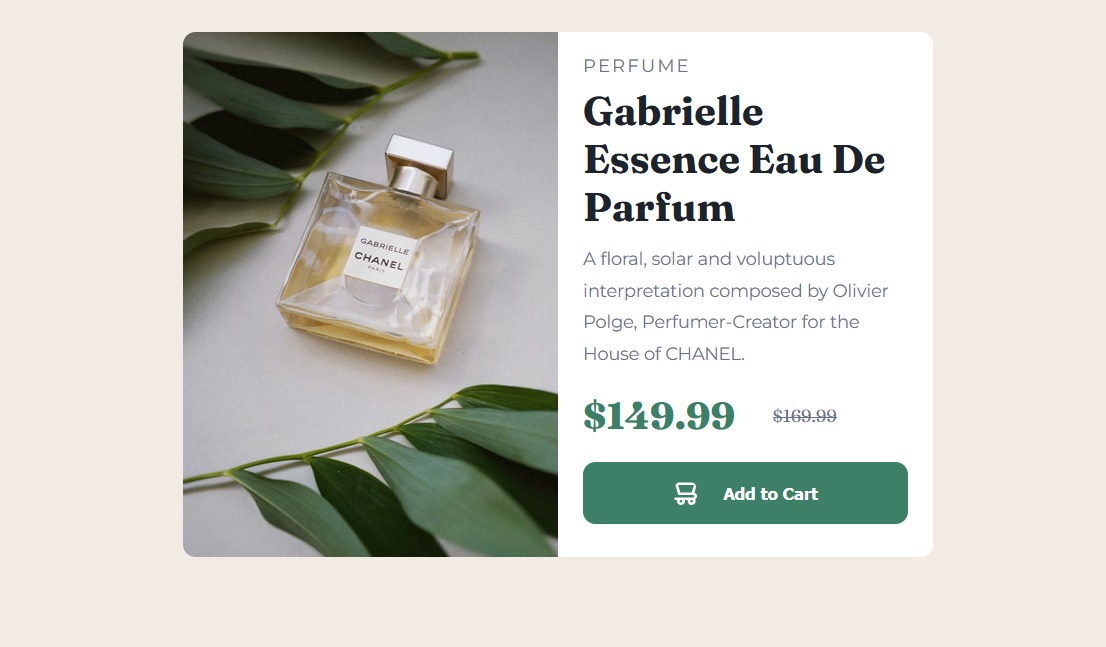 PERFUME
Gabrielle
Essence Eau De
Parfum
A floral, solar and voluptuous
interpretation composed by Olivier
Polge, Perfumer-Creator for the
House of CHANEL.
$149.99 $169.99
Add to Cart
GABRIELLE
CHANEL
PARIS